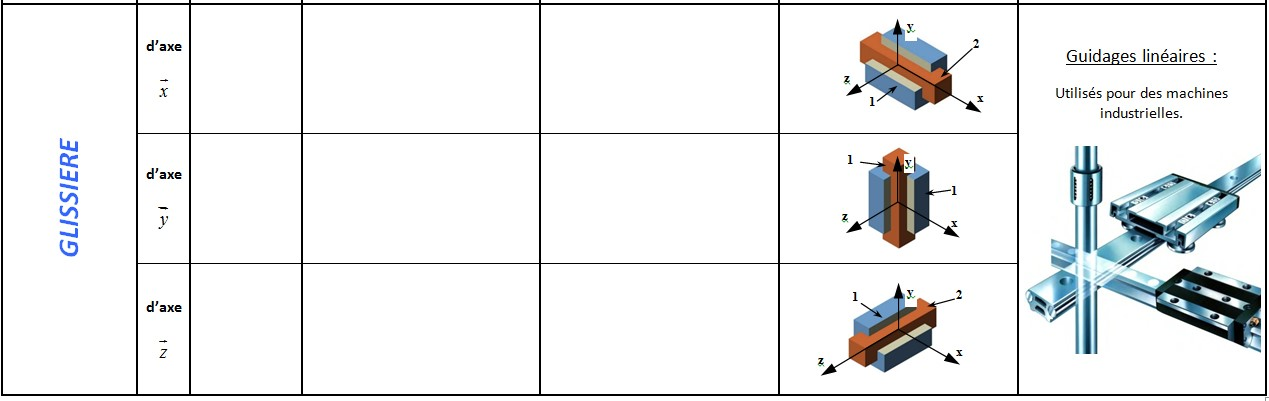 GLISSIERE
d'axe
x
y
2
z
1
x
Guidages linéaires :
Utilisés pour des machines
industrielles.
d'axe
y
1
y
1
z
x
d'axe
z
1
y
2
z
x